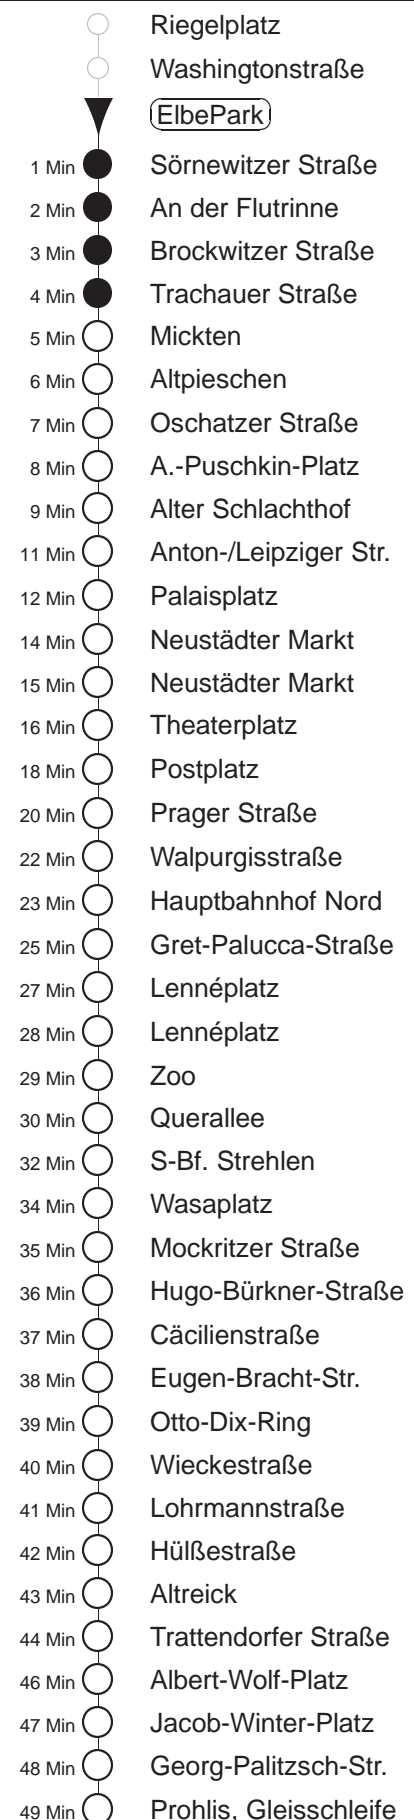 Riegelplatz
Washingtonstraße
ElbePark
1 Min Sörnewitzer Straße
2 Min An der Flutrinne
3 Min Brockwitzer Straße
4 Min Trachauer Straße
5 Min Mickten
6 Min Altpieschen
7 Min Oschatzer Straße
8 Min A.-Puschkin-Platz
9 Min Alter Schlachthof
11 Min Anton-/Leipziger Str.
12 Min Palaisplatz
14 Min Neustädter Markt
15 Min Neustädter Markt
16 Min Theaterplatz
18 Min Postplatz
20 Min Prager Straße
22 Min Walpurgisstraße
23 Min Hauptbahnhof Nord
25 Min Gret-Palucca-Straße
27 Min Lennéplatz
28 Min Lennéplatz
29 Min Zoo
30 Min Querallee
32 Min S-Bf. Strehlen
34 Min Wasaplatz
35 Min Mockritzer Straße
36 Min Hugo-Bürkner-Straße
37 Min Cäcilienstraße
38 Min Eugen-Bracht-Str.
39 Min Otto-Dix-Ring
40 Min Wieckestraße
41 Min Lohrmannstraße
42 Min Hülßestraße
43 Min Altreick
44 Min Trattendorfer Straße
46 Min Albert-Wolf-Platz
47 Min Jacob-Winter-Platz
48 Min Georg-Palitzsch-Str.
49 Min Prohlis, Gleisschleife